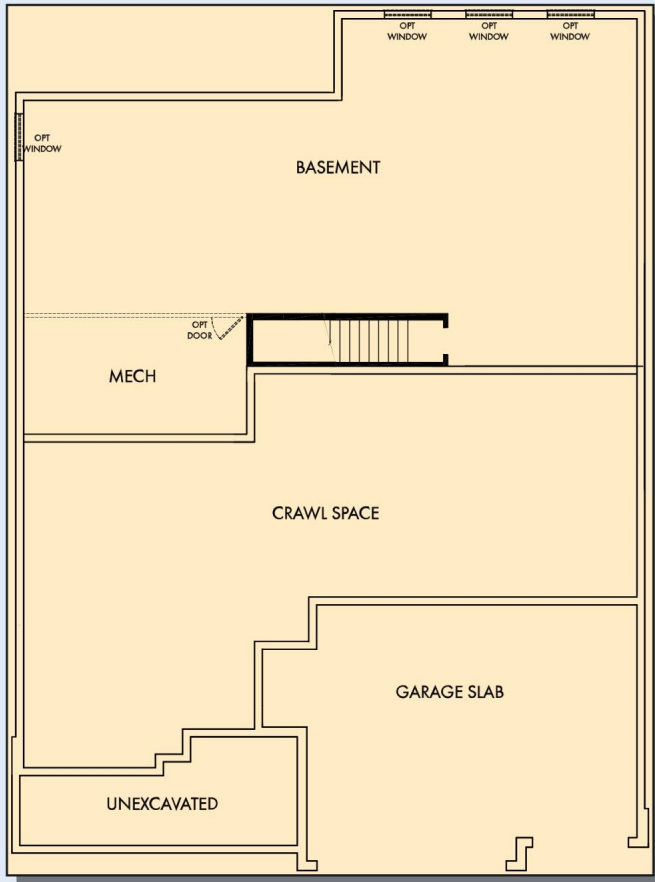 OPT
WINDOW
OPT
WINDOW
OPT
WINDOW
OPT
WINDOW
BASEMENT
OPT
DOOR
MECH
CRAWL SPACE
GARAGE SLAB
UNEXCAVATED